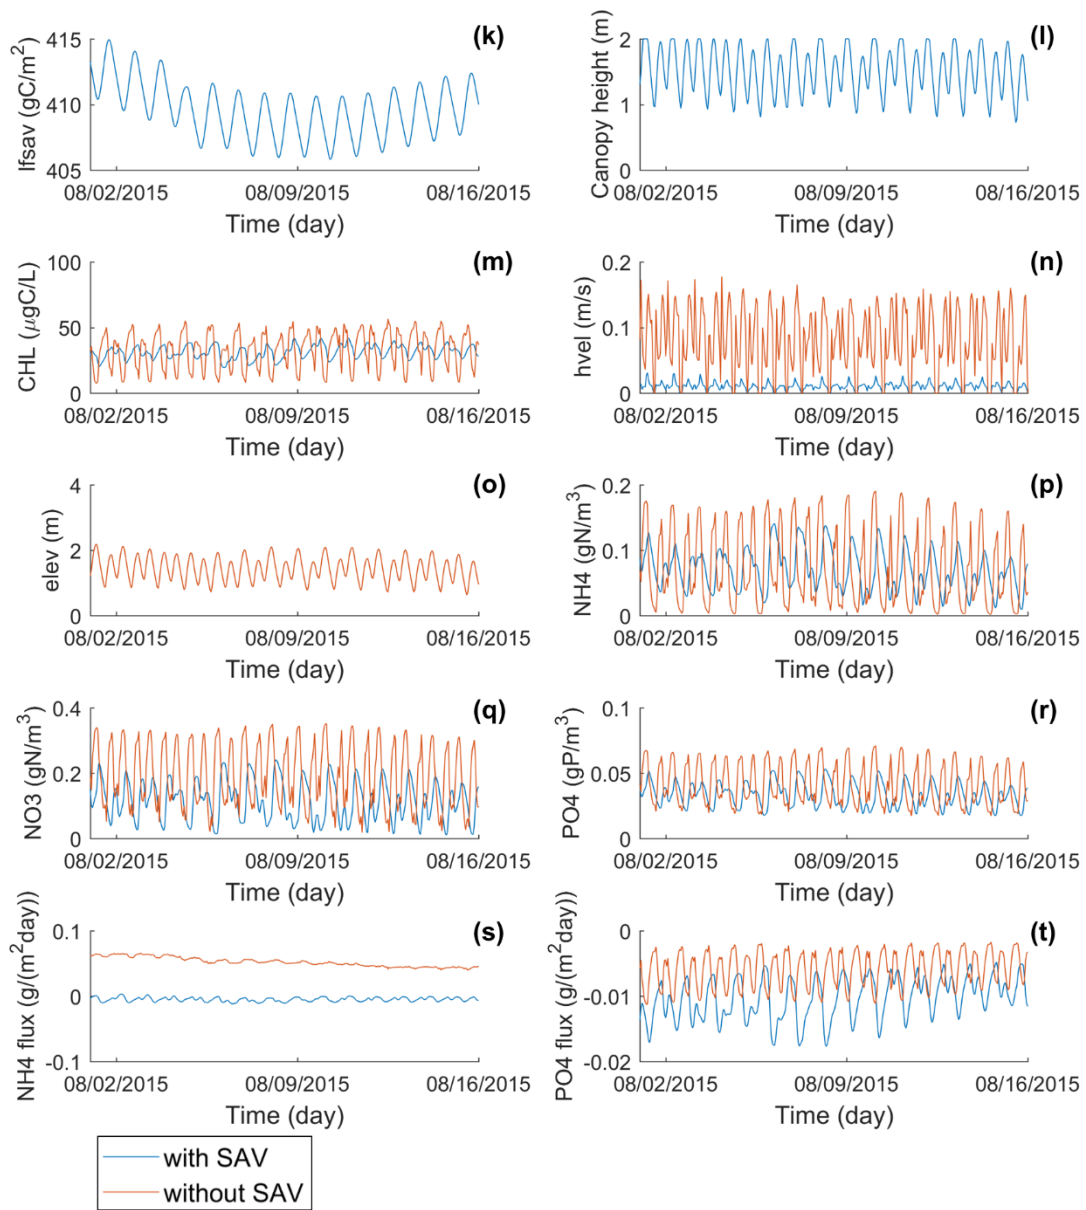 (k)
lfsav (gC/m²)
415
410
405
08/02/2015 08/09/2015 08/16/2015
Time (day)
(l)
Canopy height (m)
2
1
0
08/02/2015 08/09/2015 08/16/2015
Time (day)
(m)
CHL (μgC/L)
100
50
0
08/02/2015 08/09/2015 08/16/2015
Time (day)
(n)
hvel (m/s)
0.2
0.1
0
08/02/2015 08/09/2015 08/16/2015
Time (day)
(o)
elev (m)
4
2
0
08/02/2015 08/09/2015 08/16/2015
Time (day)
(p)
NH4 (gN/m³)
0.2
0.1
0
08/02/2015 08/09/2015 08/16/2015
Time (day)
(q)
NO3 (gN/m³)
0.4
0.2
0
08/02/2015 08/09/2015 08/16/2015
Time (day)
(r)
PO4 (gP/m³)
0.1
0.05
0
08/02/2015 08/09/2015 08/16/2015
Time (day)
(s)
NH4 flux (g/(m²day))
0.1
0
-0.1
08/02/2015 08/09/2015 08/16/2015
Time (day)
(t)
PO4 flux (g/(m²day))
0
-0.01
-0.02
08/02/2015 08/09/2015 08/16/2015
Time (day)
with SAV
without SAV